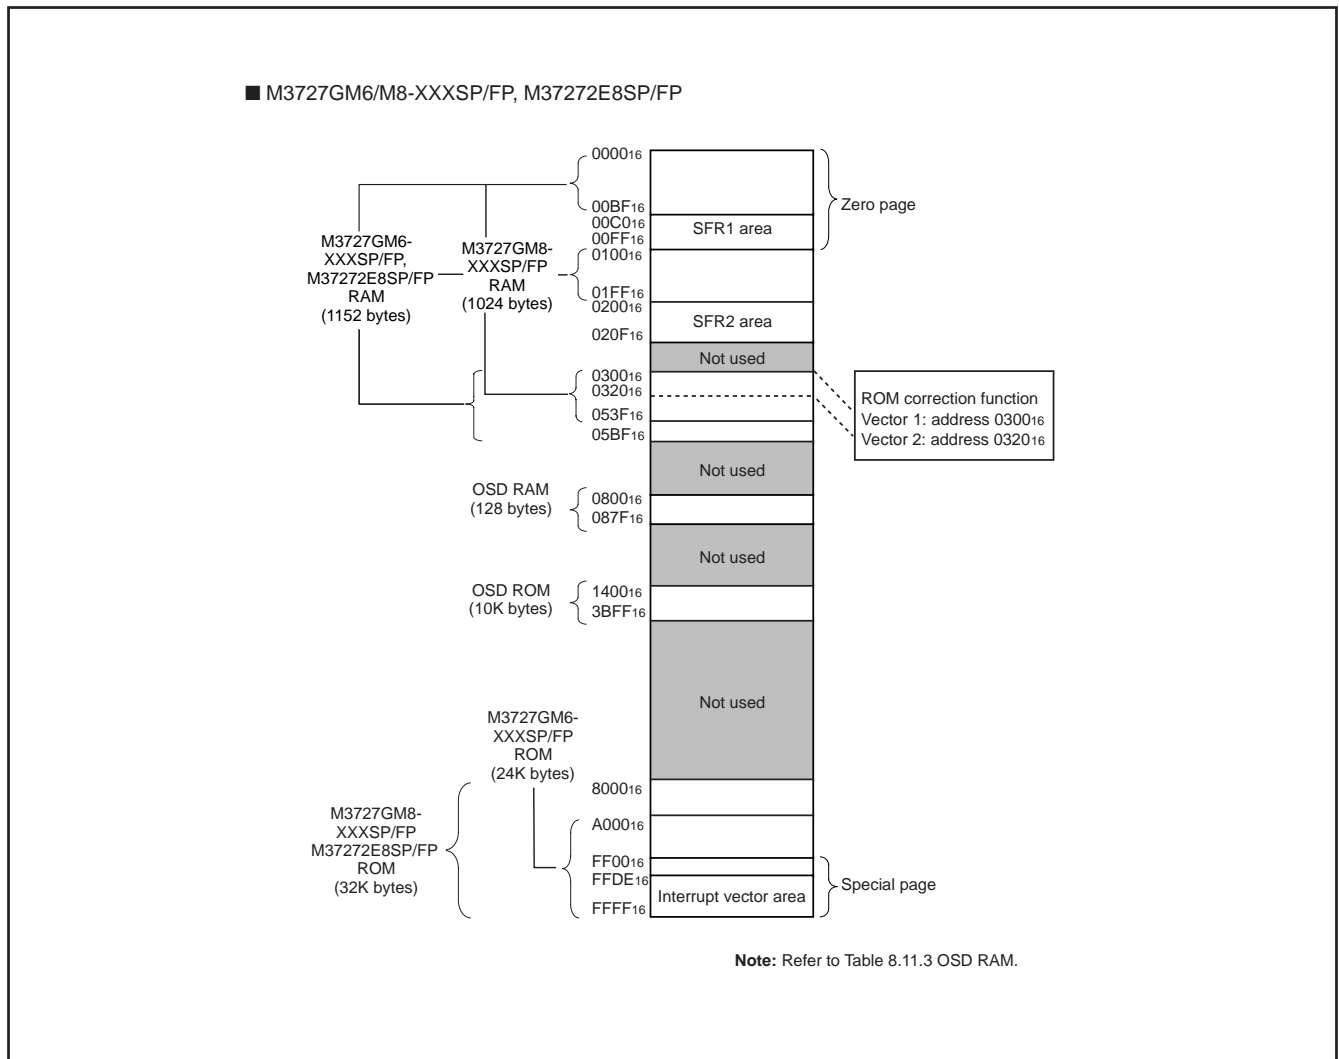 ■ M3727GM6/M8-XXXSP/FP, M37272E8SP/FP
000016
00BF16
00C016
00FF16
010016
01FF16
020016
020F16
030016
032016
053F16
05BF16
080016
087F16
140016
3BFF16
800016
A00016
FF0016
FFDE16
FFFF16
SFR1 area
SFR2 area
Not used
Not used
Not used
Not used
Interrupt vector area
Zero page
Special page
M3727GM6-
XXXSP/FP,
M37272E8SP/FP
RAM
(1152 bytes)
M3727GM8-
XXXSP/FP
RAM
(1024 bytes)
ROM correction function
Vector 1: address 030016
Vector 2: address 032016
OSD RAM
(128 bytes)
OSD ROM
(10K bytes)
M3727GM6-
XXXSP/FP
ROM
(24K bytes)
M3727GM8-
XXXSP/FP
M37272E8SP/FP
ROM
(32K bytes)
Note: Refer to Table 8.11.3 OSD RAM.